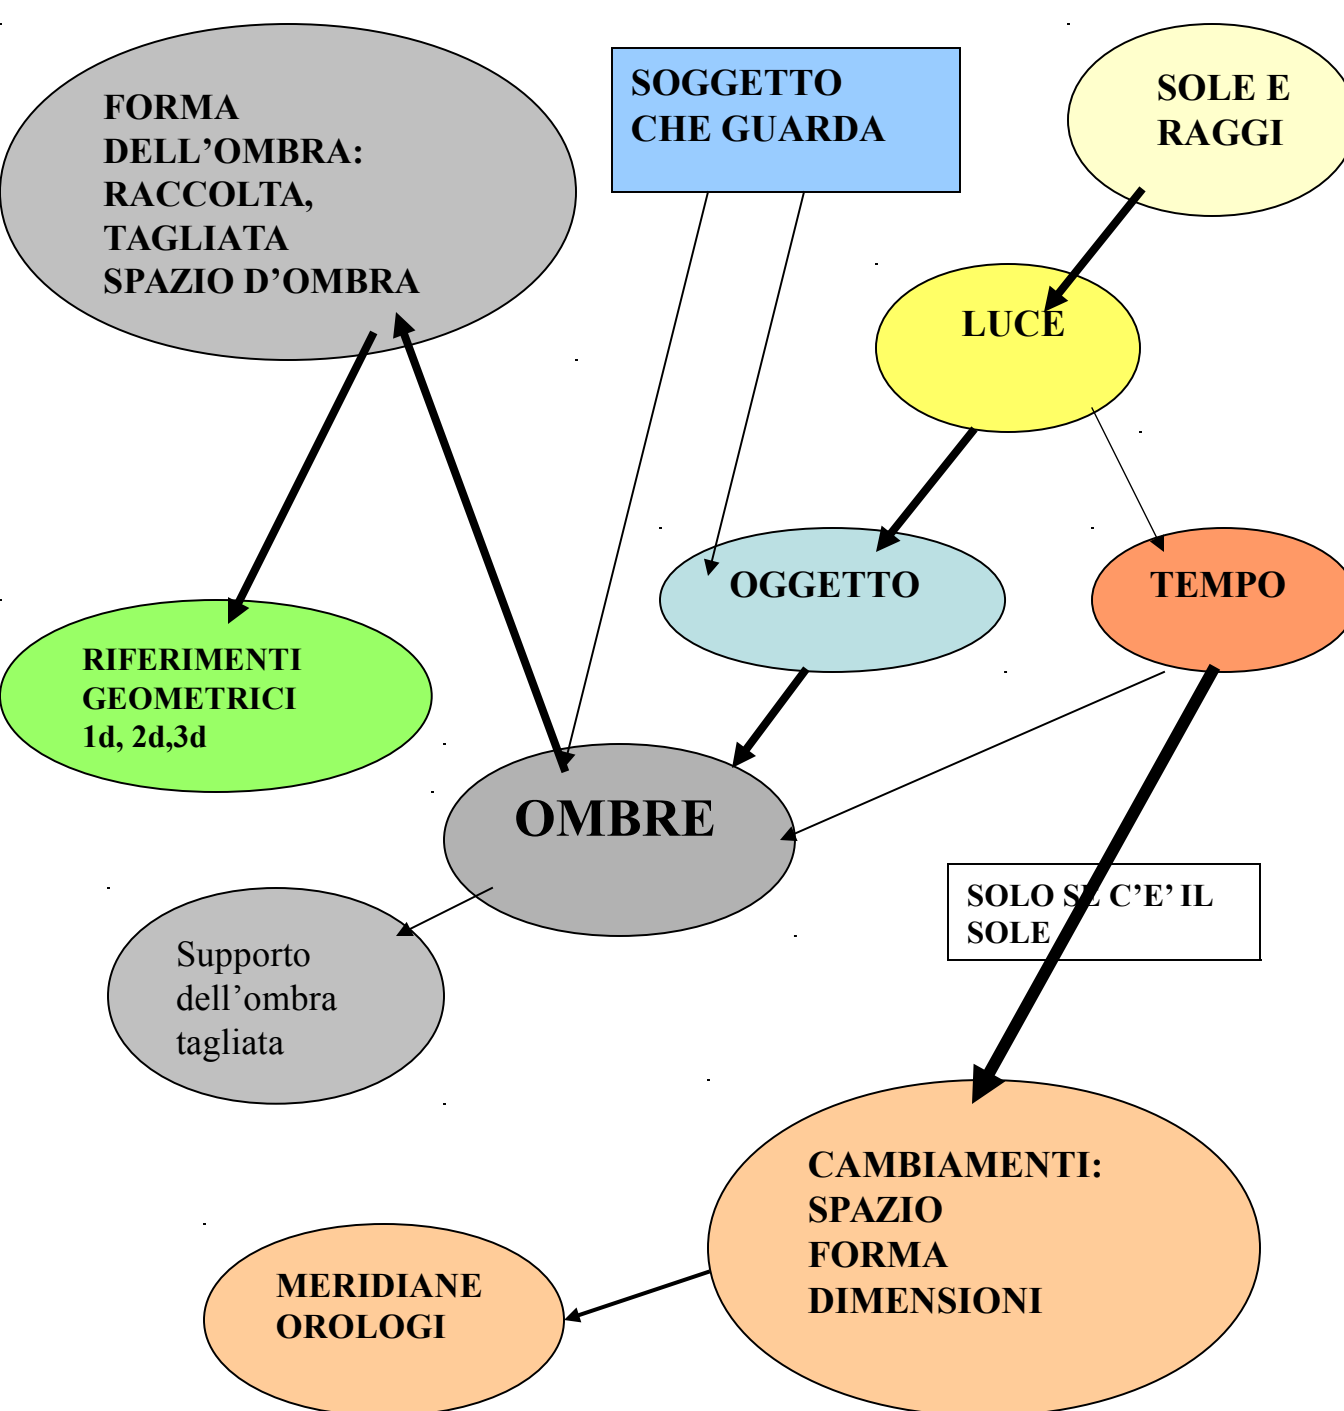 FORMA
DELL’OMBRA:
RACCOLTA,
TAGLIATA
SPAZIO D’OMBRA
SOGGETTO
CHE GUARDA
SOLE E
RAGGI
LUCE
OGGETTO
TEMPO
RIFERIMENTI
GEOMETRICI
1d, 2d,3d
OMBRE
SOLO SE C’E’ IL
SOLE
Supporto
dell’ombra
tagliata
CAMBIAMENTI:
SPAZIO
FORMA
DIMENSIONI
MERIDIANE
OROLOGI